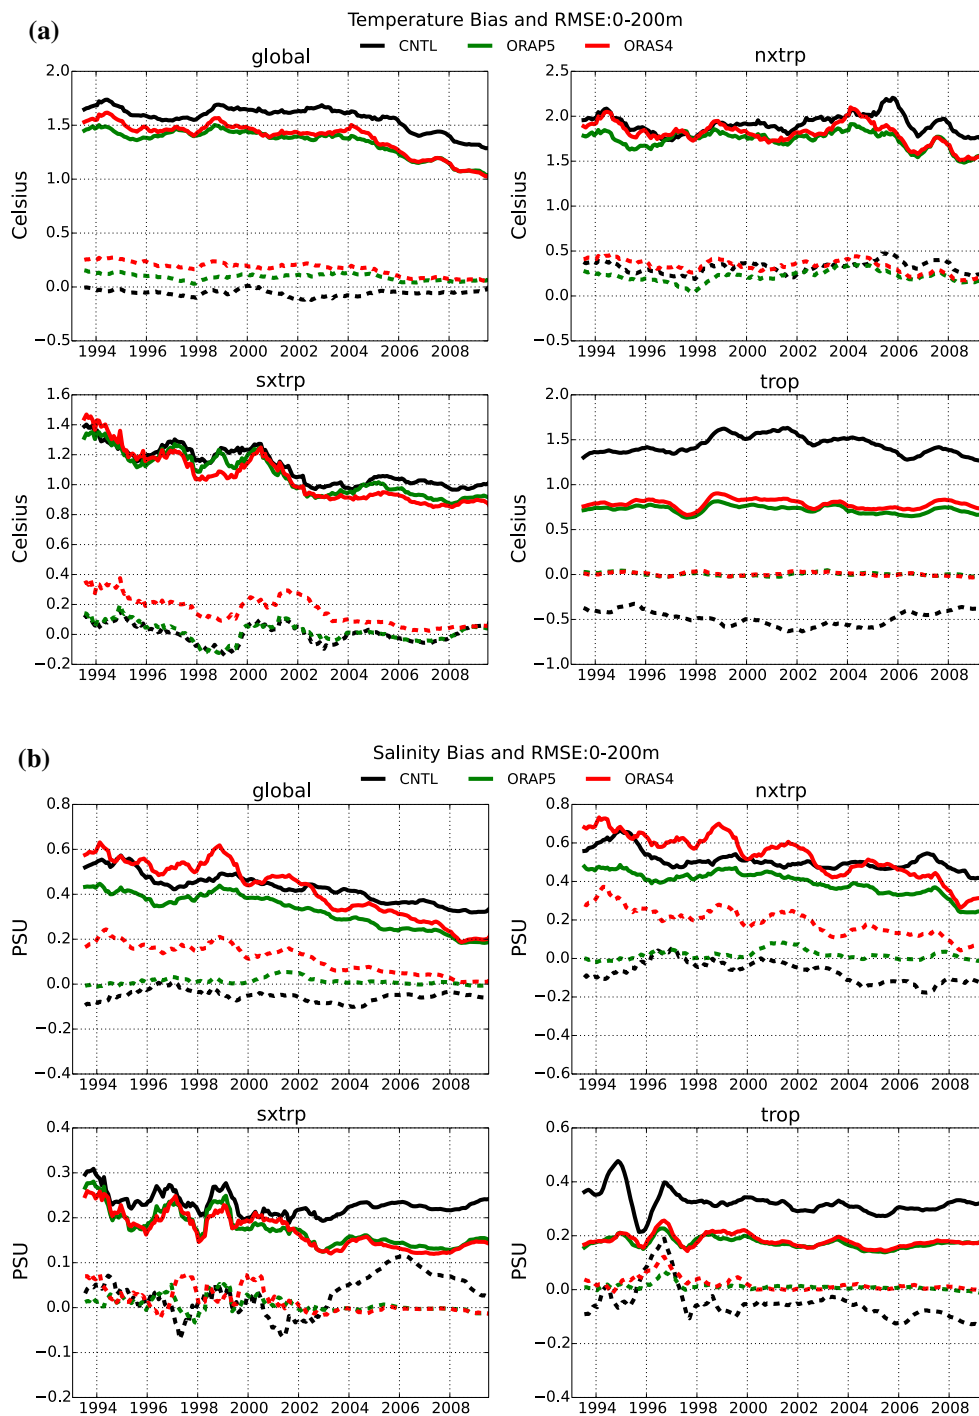 (a)
Temperature Bias and RMSE:0-200m
CNTL ORAP5 ORAS4
global nxtrp
2.0 1.5 1.0 0.5 0.0 −0.5
Celsius
1994 1996 1998 2000 2002 2004 2006 2008
2.5 2.0 1.5 1.0 0.5 0.0 −0.5
Celsius
1994 1996 1998 2000 2002 2004 2006 2008
sxtrp trop
1.6 1.4 1.2 1.0 0.8 0.6 0.4 0.2 0.0 −0.2
Celsius
1994 1996 1998 2000 2002 2004 2006 2008
2.0 1.5 1.0 0.5 0.0 −0.5 −1.0
Celsius
1994 1996 1998 2000 2002 2004 2006 2008
(b)
Salinity Bias and RMSE:0-200m
CNTL ORAP5 ORAS4
global nxtrp
0.8 0.6 0.4 0.2 0.0 −0.2 −0.4
PSU
1994 1996 1998 2000 2002 2004 2006 2008
0.8 0.6 0.4 0.2 0.0 −0.2 −0.4 −0.6
PSU
1994 1996 1998 2000 2002 2004 2006 2008
sxtrp trop
0.4 0.3 0.2 0.1 0.0 −0.1 −0.2
PSU
1994 1996 1998 2000 2002 2004 2006 2008
0.6 0.4 0.2 0.0 −0.2 −0.4
PSU
1994 1996 1998 2000 2002 2004 2006 2008